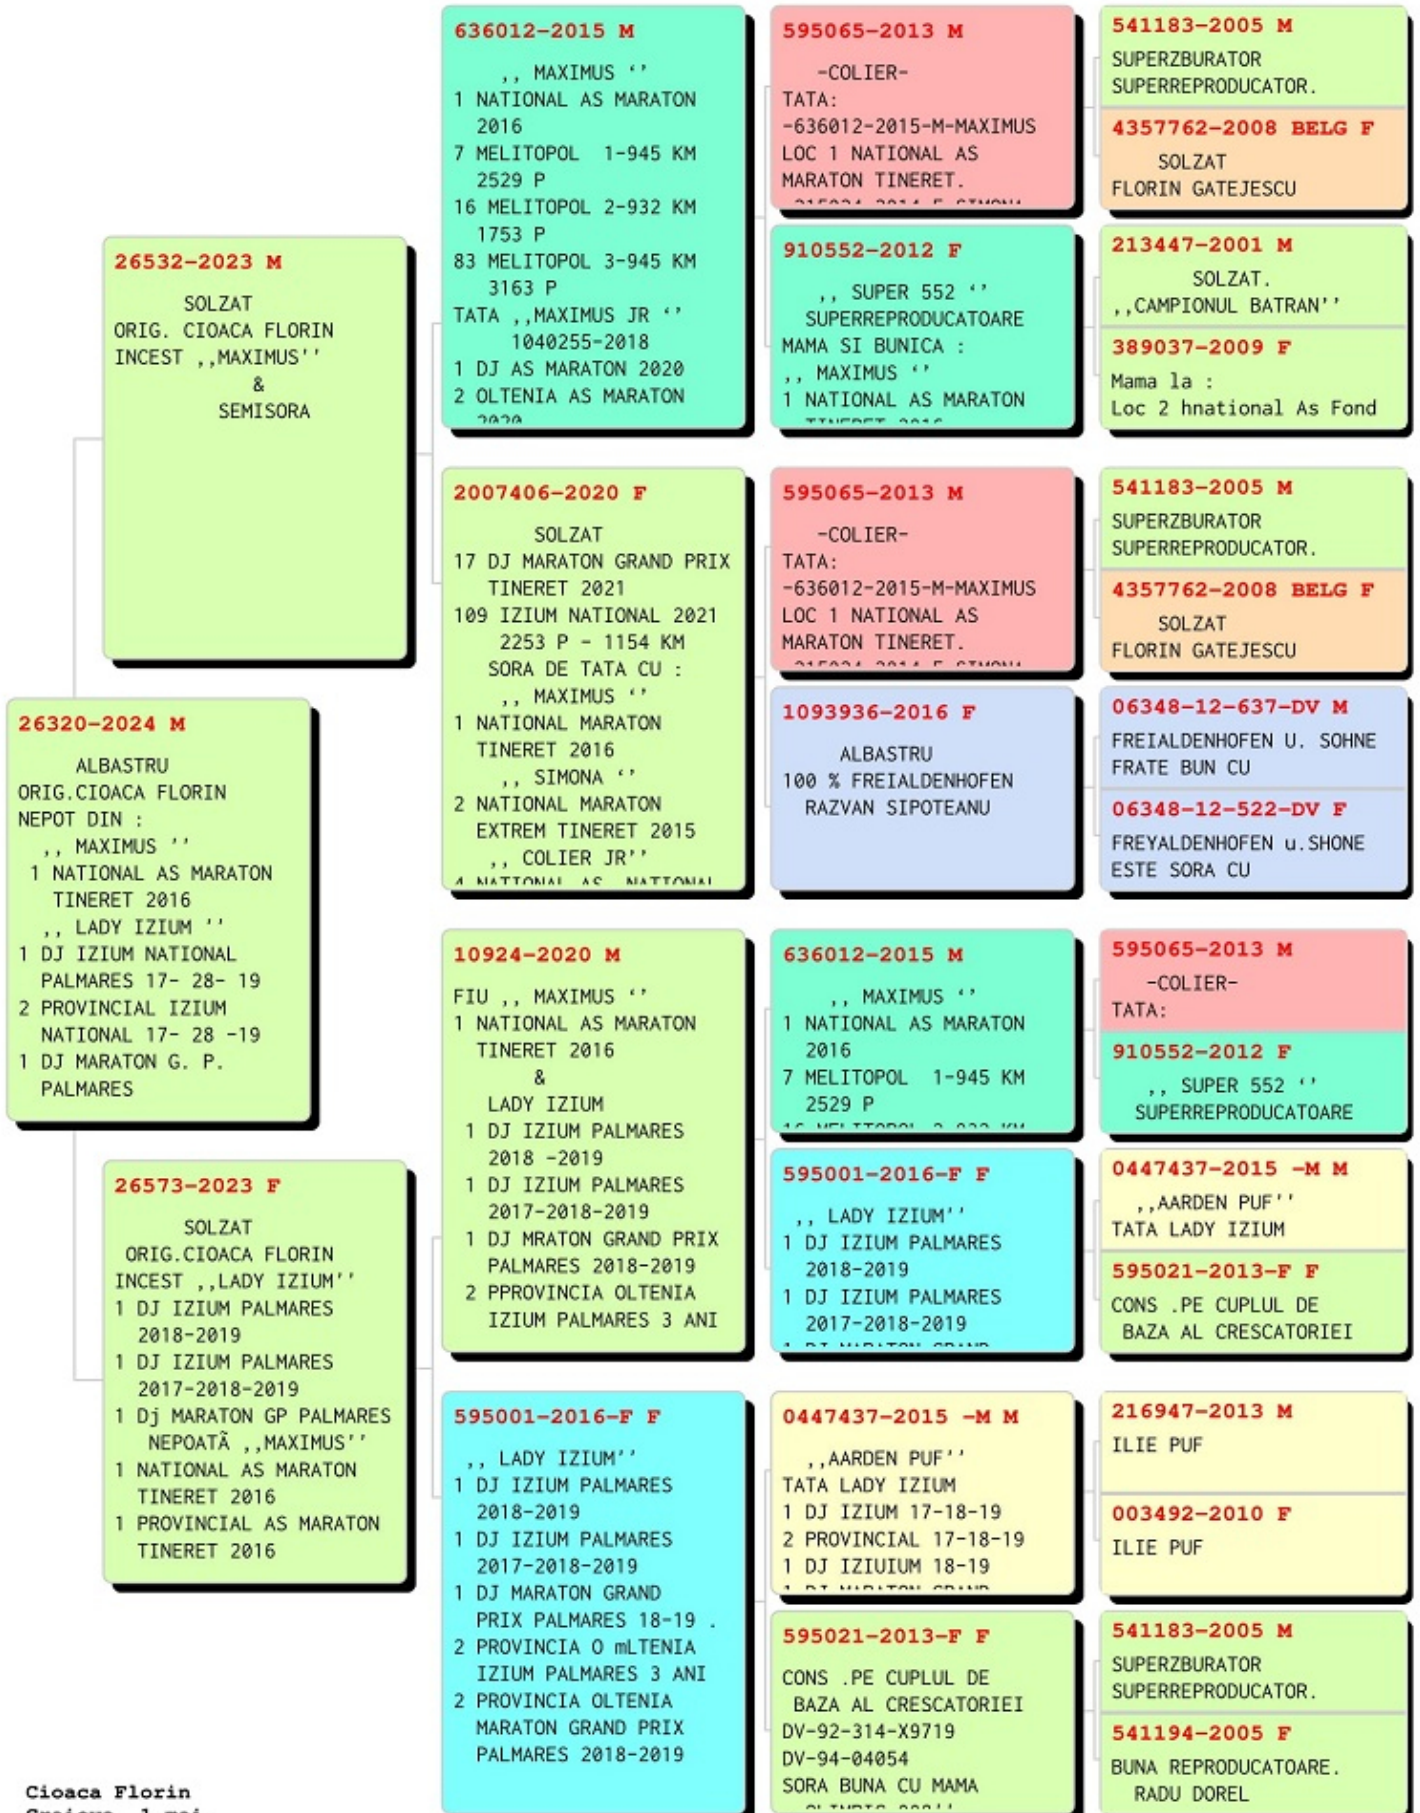 26320-2024 M
ALBASTRU
ORIG.CIOACA FLORIN
NEPOT DIN :
,, MAXIMUS ''
1 NATIONAL AS MARATON
TINERET 2016
,, LADY IZIUM ''
1 DJ IZIUM NATIONAL
PALMARES 17- 28- 19
2 PROVINCIAL IZIUM
NATIONAL 17- 28 -19
1 DJ MARATON G. P.
PALMARES
26532-2023 M
SOLZAT
ORIG. CIOACA FLORIN
INCEST ,,MAXIMUS''
&
SEMISORA
26573-2023 F
SOLZAT
ORIG.CIOACA FLORIN
INCEST ,,LADY IZIUM''
1 DJ IZIUM PALMARES
2018-2019
1 DJ IZIUM PALMARES
2017-2018-2019
1 Dj MARATON GP PALMARES
NEPOATÃ ,,MAXIMUS''
1 NATIONAL AS MARATON
TINERET 2016
1 PROVINCIAL AS MARATON
TINERET 2016
636012-2015 M
,, MAXIMUS ‘’
1 NATIONAL AS MARATON
2016
7 MELITOPOL 1-945 KM
2529 P
16 MELITOPOL 2-932 KM
1753 P
83 MELITOPOL 3-945 KM
3163 P
TATA ,,MAXIMUS JR ‘’
1040255-2018
1 DJ AS MARATON 2020
2 OLTENIA AS MARATON
2020
2007406-2020 F
SOLZAT
17 DJ MARATON GRAND PRIX
TINERET 2021
109 IZIUM NATIONAL 2021
2253 P - 1154 KM
SORA DE TATA CU :
,, MAXIMUS ‘’
1 NATIONAL MARATON
TINERET 2016
,, SIMONA ‘’
2 NATIONAL MARATON
EXTREM TINERET 2015
,, COLIER JR''
4 NATIONAL AS NATIONAL
10924-2020 M
FIU ,, MAXIMUS ‘’
1 NATIONAL AS MARATON
TINERET 2016
&
LADY IZIUM
1 DJ IZIUM PALMARES
2018 -2019
1 DJ IZIUM PALMARES
2017-2018-2019
1 DJ MRATON GRAND PRIX
PALMARES 2018-2019
2 PPROVINCIA OLTENIA
IZIUM PALMARES 3 ANI
595001-2016-F F
,, LADY IZIUM''
1 DJ IZIUM PALMARES
2018-2019
1 DJ IZIUM PALMARES
2017-2018-2019
1 DJ MARATON GRAND
PRIX PALMARES 18-19 .
2 PROVINCIA O mLTENIA
IZIUM PALMARES 3 ANI
2 PROVINCIA OLTENIA
MARATON GRAND PRIX
PALMARES 2018-2019
595065-2013 M
-COLIER-
TATA:
-636012-2015-M-MAXIMUS
LOC 1 NATIONAL AS
MARATON TINERET.
910552-2012 F
,, SUPER 552 ‘’
SUPERREPRODUCATOARE
MAMA SI BUNICA :
,, MAXIMUS ‘’
1 NATIONAL AS MARATON
TINERET 2016
595065-2013 M
-COLIER-
TATA:
-636012-2015-M-MAXIMUS
LOC 1 NATIONAL AS
MARATON TINERET.
1093936-2016 F
ALBASTRU
100 % FREIALDENHOFEN
RAZVAN SIPOTEANU
636012-2015 M
,, MAXIMUS ‘’
1 NATIONAL AS MARATON
2016
7 MELITOPOL 1-945 KM
2529 P
16 MELITOPOL 2-932 KM
595001-2016-F F
,, LADY IZIUM''
1 DJ IZIUM PALMARES
2018-2019
1 DJ IZIUM PALMARES
2017-2018-2019
1 DJ MARATON GRAND
0447437-2015 -M M
,,AARDEN PUF''
TATA LADY IZIUM
1 DJ IZIUM 17-18-19
2 PROVINCIAL 17-18-19
1 DJ IZIUIUM 18-19
1 DJ MARATON GRAND
595021-2013-F F
CONS .PE CUPLUL DE
BAZA AL CRESCATORIEI
DV-92-314-X9719
DV-94-04054
SORA BUNA CU MAMA
541183-2005 M
SUPERZBURATOR
SUPERREPRODUCATOR.
4357762-2008 BELG F
SOLZAT
FLORIN GATEJESCU
213447-2001 M
SOLZAT.
,,CAMPIONUL BATRAN’’
389037-2009 F
Mama la :
Loc 2 hnational As Fond
541183-2005 M
SUPERZBURATOR
SUPERREPRODUCATOR.
4357762-2008 BELG F
SOLZAT
FLORIN GATEJESCU
06348-12-637-DV M
FREIALDENHOFEN U. SOHNE
FRATE BUN CU
06348-12-522-DV F
FREYALDENHOFEN u.SHONE
ESTE SORA CU
595065-2013 M
-COLIER-
TATA:
910552-2012 F
,, SUPER 552 ‘’
SUPERREPRODUCATOARE
0447437-2015 -M M
,,AARDEN PUF''
TATA LADY IZIUM
595021-2013-F F
CONS .PE CUPLUL DE
BAZA AL CRESCATORIEI
216947-2013 M
ILIE PUF
003492-2010 F
ILIE PUF
541183-2005 M
SUPERZBURATOR
SUPERREPRODUCATOR.
541194-2005 F
BUNA REPRODUCATOARE.
RADU DOREL
Cioaca Florin